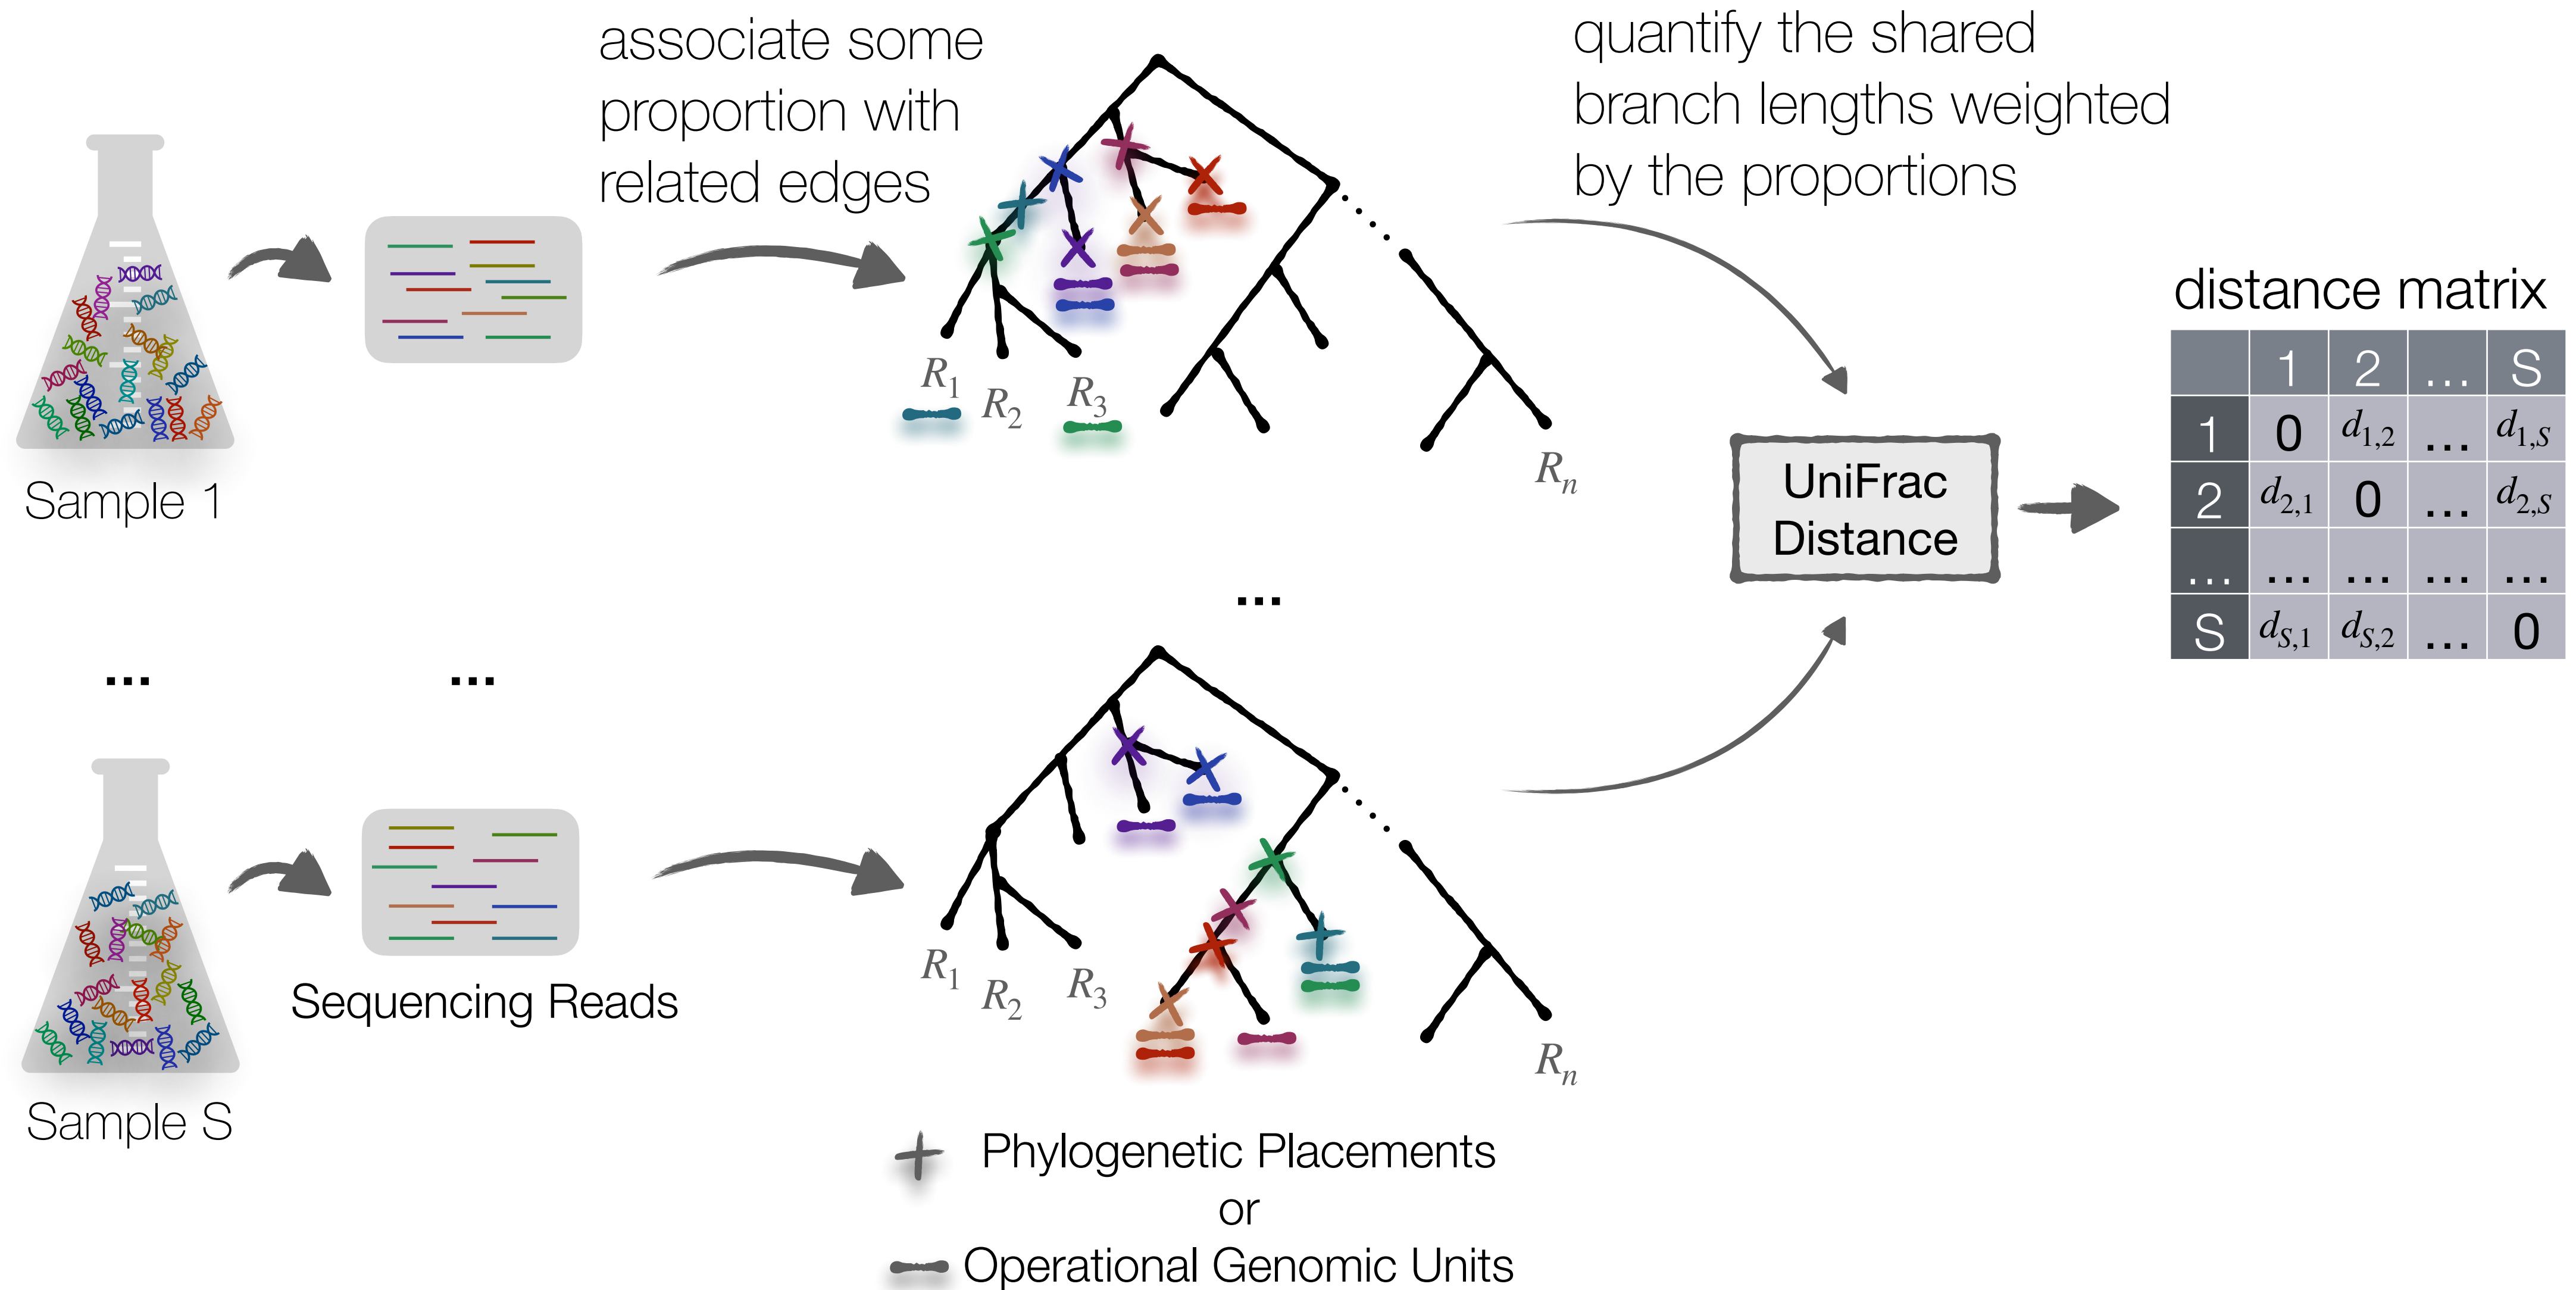 associate some
proportion with
related edges
quantify the shared
branch lengths weighted
by the proportions
Sample 1
R1
R2
R3
Rn
UniFrac
Distance
distance matrix
1 2 ... S
1 0 d1,2 ... d1,S
2 d2,1 0 ... d2,S
... ... ... ... ...
S dS,1 dS,2 ... 0
...
... ...
Sample S
Sequencing Reads
R1
R2
R3
Rn
Phylogenetic Placements
or
Operational Genomic Units